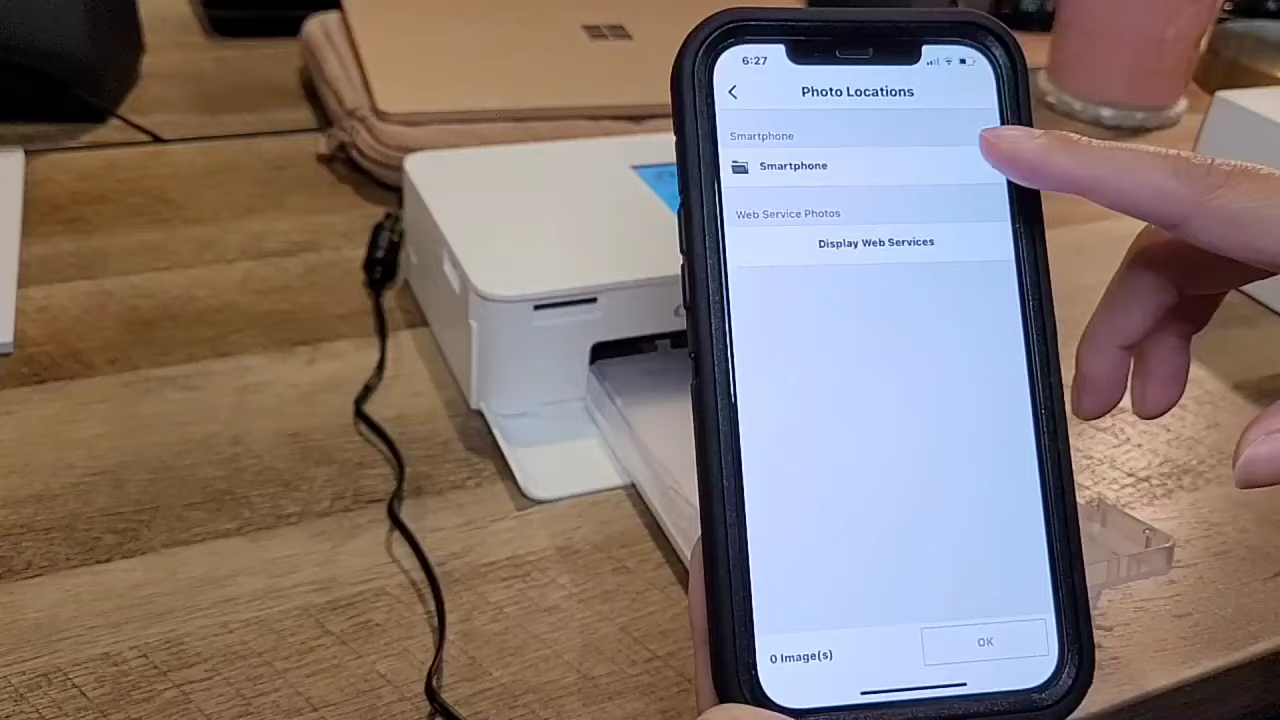 6:27
Photo Locations
Smartphone
Smartphone
Web Service Photos
Display Web Services
0 Image(s)
OK